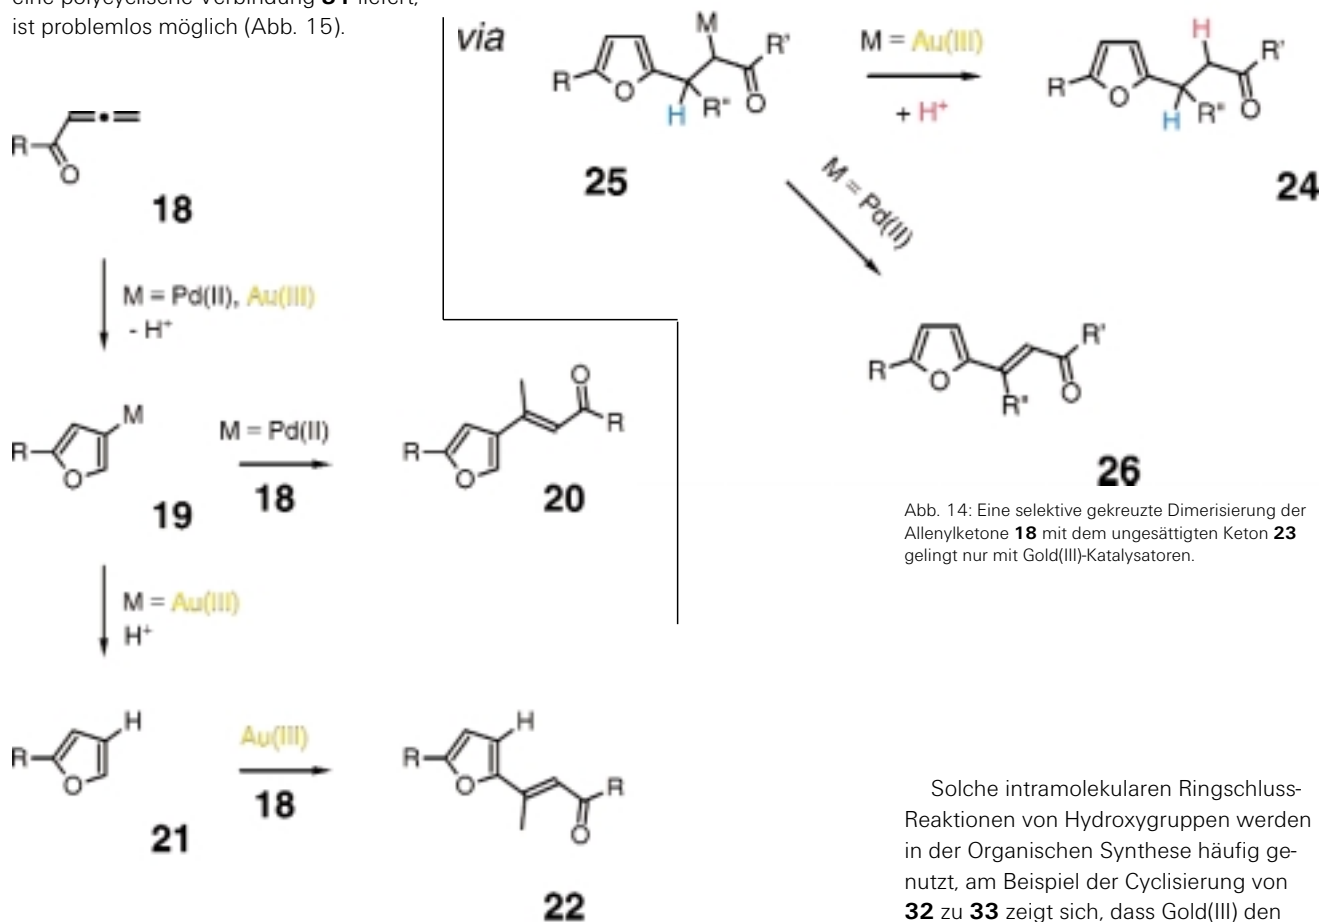 eine polycyclische Verbindung 31 liefert,
ist problemlos möglich (Abb. 15).
R
O
18
M = Pd(II), Au(III)
- H⁺
R
O
M
19
M = Pd(II)
18
O
R
R
O
20
M = Au(III)
H⁺
R
O
H
21
Au(III)
18
R
O
H
R
O
22
via
R
O
M
R'
H
R"
O
25
M = Au(III)
+ H⁺
R
O
H
R'
H
R"
O
24
M = Pd(II)
R
O
R'
R"
O
26
Abb. 14: Eine selektive gekreuzte Dimerisierung der
Allenylketone 18 mit dem ungesättigten Keton 23
gelingt nur mit Gold(III)-Katalysatoren.
Solche intramolekularen Ringschluss-
Reaktionen von Hydroxygruppen werden
in der Organischen Synthese häufig ge-
nutzt, am Beispiel der Cyclisierung von
32 zu 33 zeigt sich, dass Gold(III) den